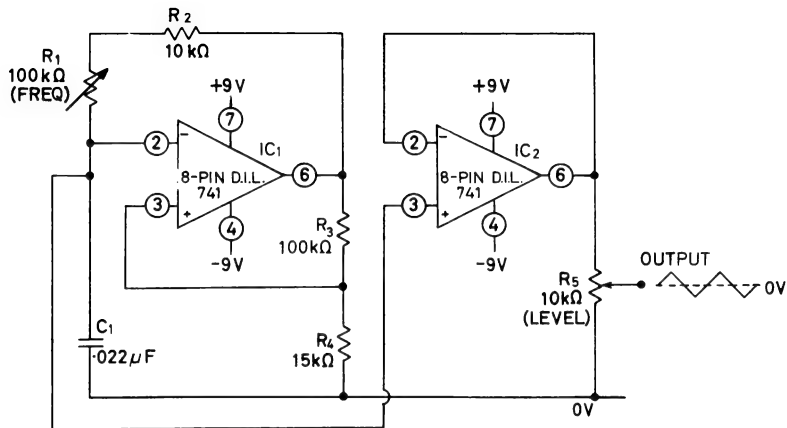 R2
10kΩ
R1
100kΩ
(FREQ)
+9V
7
2
−
IC1
8-PIN D.I.L.
741
6
3
+
4
−9V
R3
100kΩ
R4
15kΩ
C1
.022µF
+9V
7
2
−
IC2
8-PIN D.I.L.
741
6
3
+
4
−9V
R5
10kΩ
(LEVEL)
OUTPUT
0V
0V